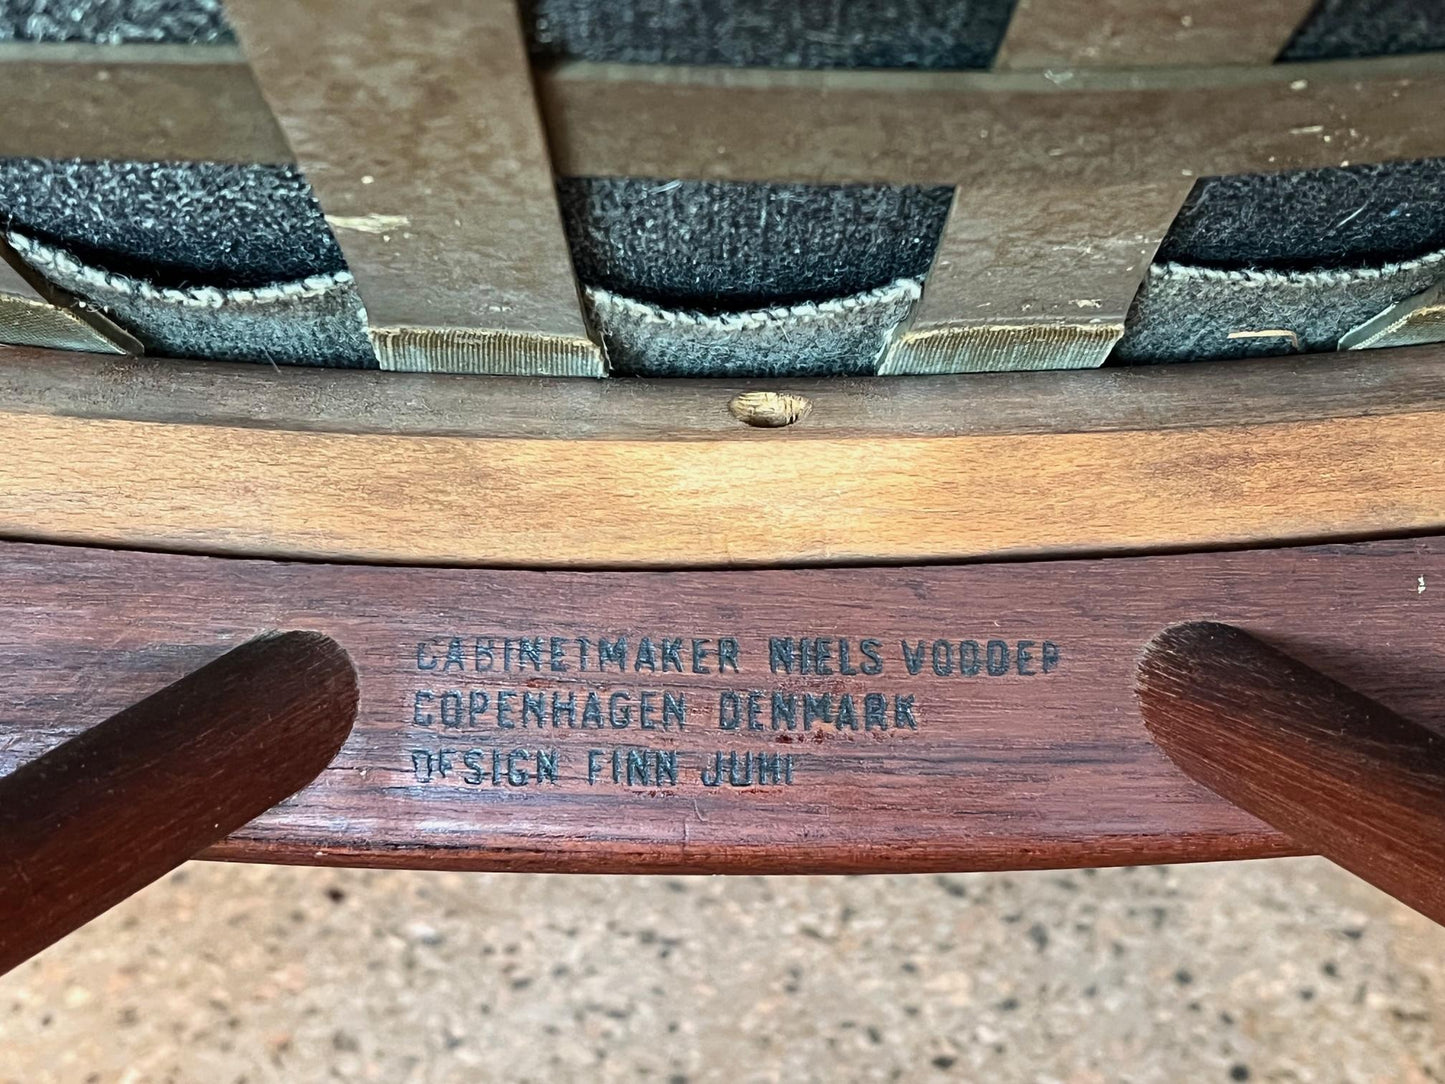 CABINETMAKER NIELS VODDER
COPENHAGEN DENMARK
DESIGN FINN JUHL